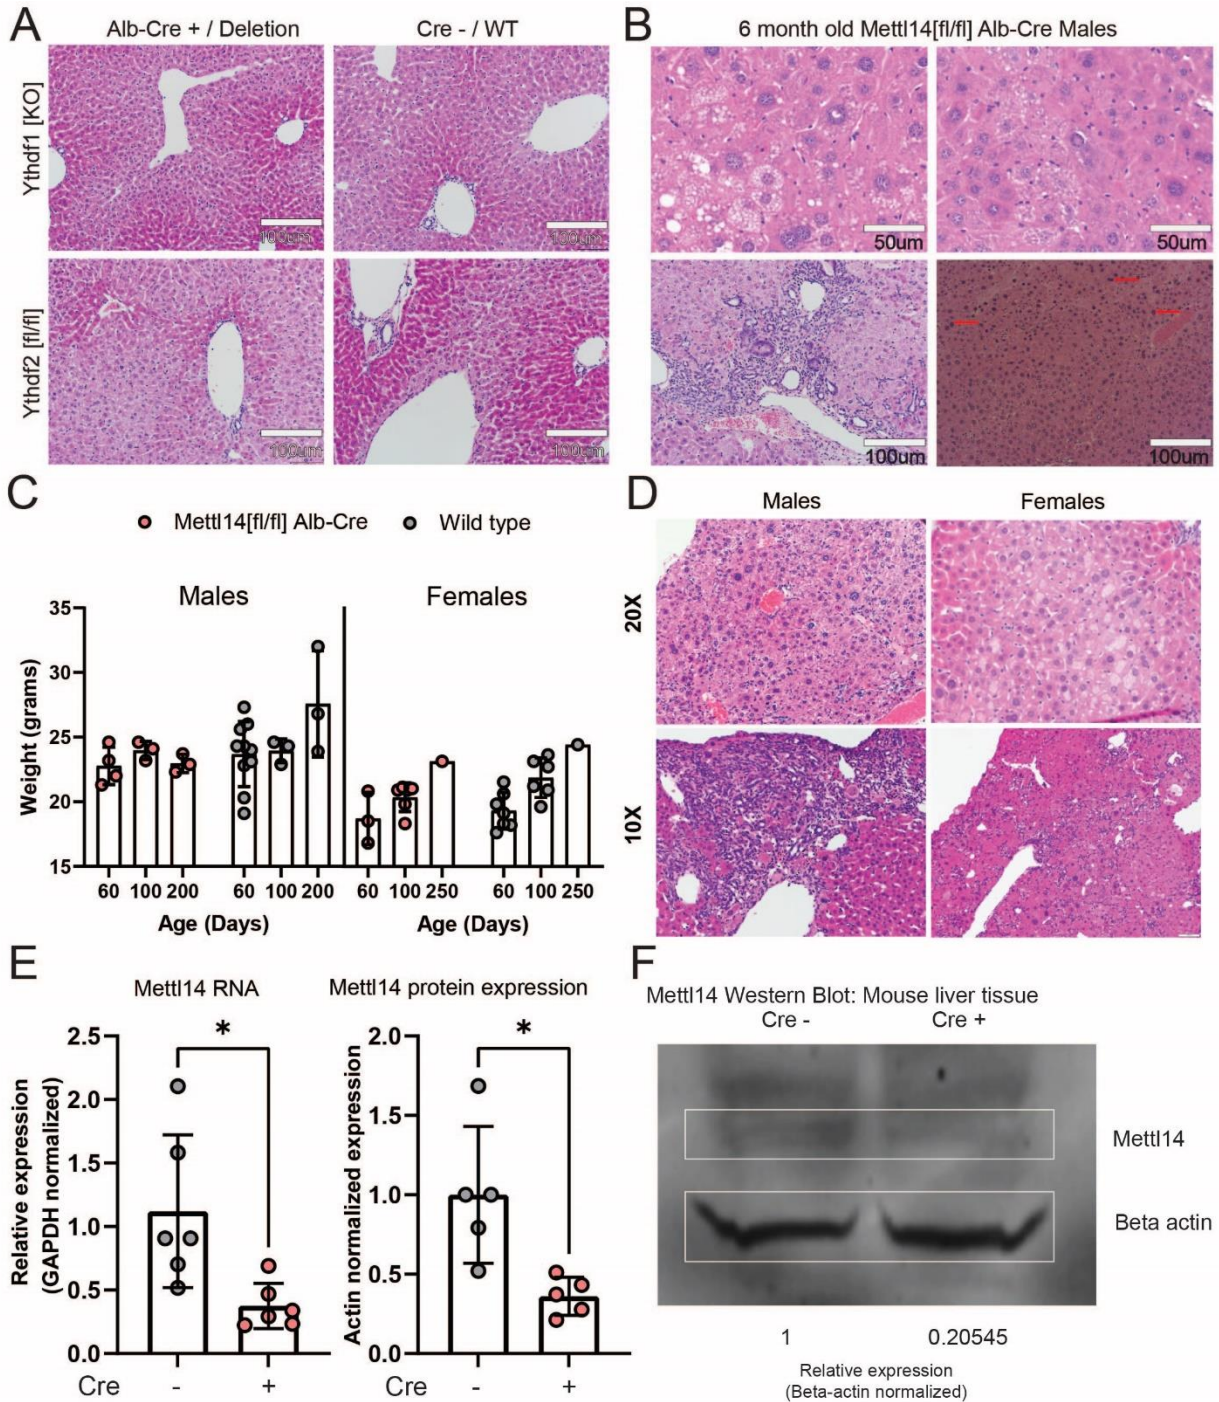 A
Alb-Cre + / Deletion
Cre - / WT
Ythdf1 [KO]
100um
100um
Ythdf2 [fl/fl]
100um
100um
B
6 month old Mettl14[fl/fl] Alb-Cre Males
50um
50um
100um
100um
C
Mettl14[fl/fl] Alb-Cre
Wild type
Males
Females
Weight (grams)
35
30
25
20
15
60 100 200 60 100 200 60 100 250 60 100 250
Age (Days) Age (Days) Age (Days) Age (Days)
D
Males
Females
20X
10X
E
Mettl14 RNA
*
Relative expression
(GAPDH normalized)
2.5
2.0
1.5
1.0
0.5
0.0
Cre - +
Mettl14 protein expression
*
Actin normalized expression
2.0
1.5
1.0
0.5
0.0
- +
F
Mettl14 Western Blot: Mouse liver tissue
Cre - Cre +
Mettl14
Beta actin
1 0.20545
Relative expression
(Beta-actin normalized)